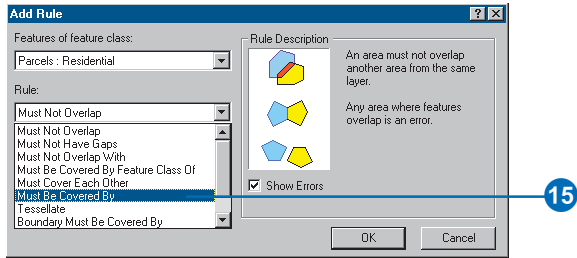 Add Rule
Features of feature class:
Parcels : Residential
Rule:
Must Not Overlap
Must Not Overlap
Must Not Have Gaps
Must Not Overlap With
Must Be Covered By Feature Class Of
Must Cover Each Other
Must Be Covered By
Tessellate
Boundary Must Be Covered By
Rule Description
An area must not overlap
another area from the same
layer.
Any area where features
overlap is an error.
Show Errors
OK
Cancel
15